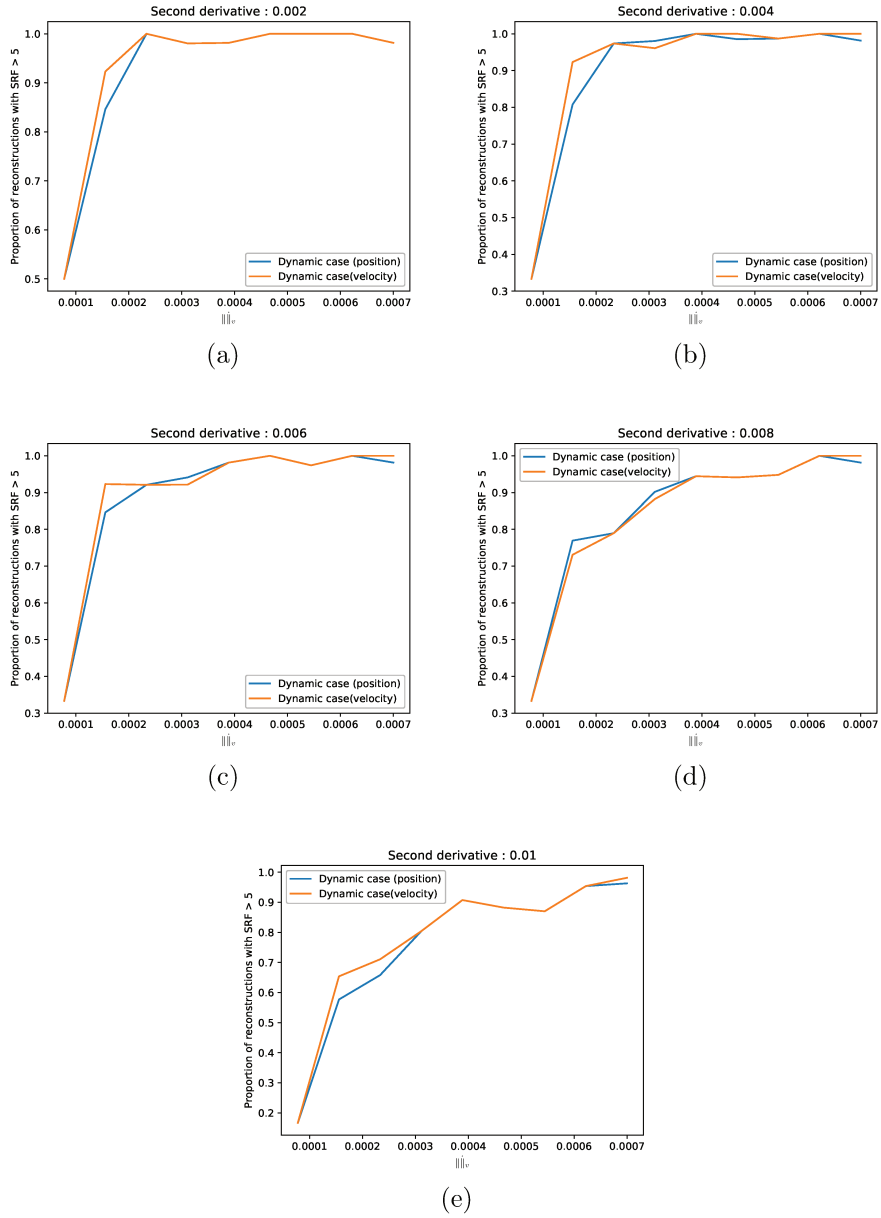 Second derivative : 0.002
Proportion of reconstructions with SRF > 5
1.0
0.9
0.8
0.7
0.6
0.5
Dynamic case (position)
Dynamic case(velocity)
0.0001 0.0002 0.0003 0.0004 0.0005 0.0006 0.0007
(a)
Second derivative : 0.004
Proportion of reconstructions with SRF > 5
1.0
0.9
0.8
0.7
0.6
0.5
0.4
0.3
Dynamic case (position)
Dynamic case(velocity)
0.0001 0.0002 0.0003 0.0004 0.0005 0.0006 0.0007
(b)
Second derivative : 0.006
Proportion of reconstructions with SRF > 5
1.0
0.9
0.8
0.7
0.6
0.5
0.4
0.3
Dynamic case (position)
Dynamic case(velocity)
0.0001 0.0002 0.0003 0.0004 0.0005 0.0006 0.0007
(c)
Second derivative : 0.008
Proportion of reconstructions with SRF > 5
1.0
0.9
0.8
0.7
0.6
0.5
0.4
0.3
Dynamic case (position)
Dynamic case(velocity)
0.0001 0.0002 0.0003 0.0004 0.0005 0.0006 0.0007
(d)
Second derivative : 0.01
Proportion of reconstructions with SRF > 5
1.0
0.9
0.8
0.7
0.6
0.5
0.4
0.3
0.2
Dynamic case (position)
Dynamic case(velocity)
0.0001 0.0002 0.0003 0.0004 0.0005 0.0006 0.0007
(e)